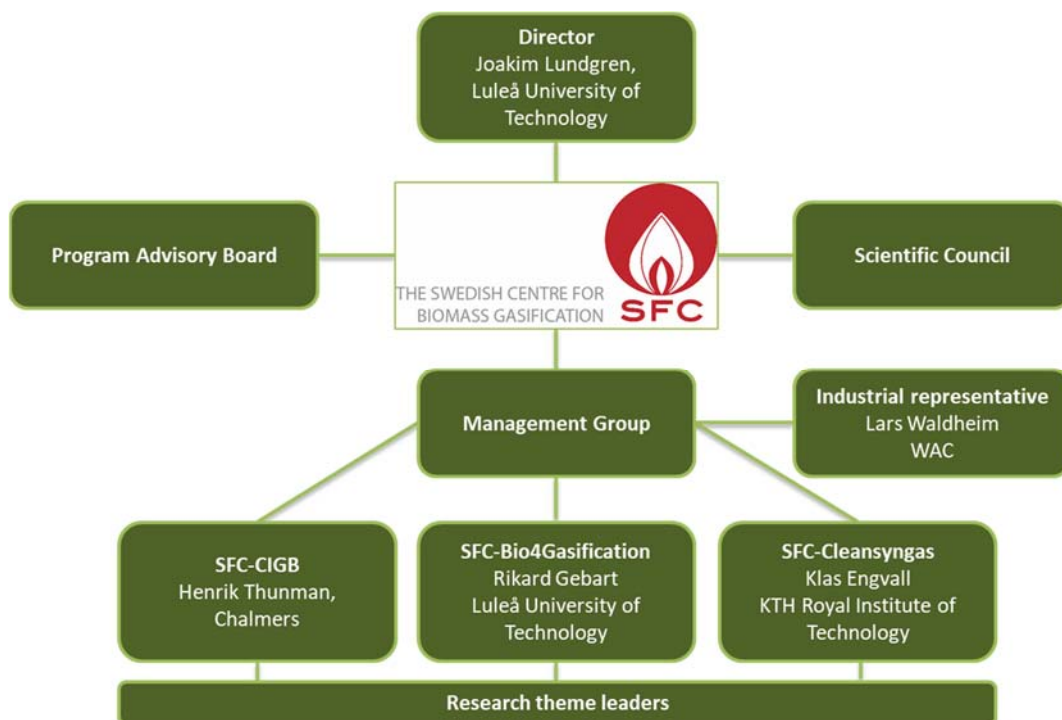 Director
Joakim Lundgren,
Luleå University of
Technology
Program Advisory Board
THE SWEDISH CENTRE FOR
BIOMASS GASIFICATION
SFC
Scientific Council
Management Group
Industrial representative
Lars Waldheim
WAC
SFC-CIGB
Henrik Thunman,
Chalmers
SFC-Bio4Gasification
Rikard Gebart
Luleå University of
Technology
SFC-Cleansyngas
Klas Engvall
KTH Royal Institute of
Technology
Research theme leaders